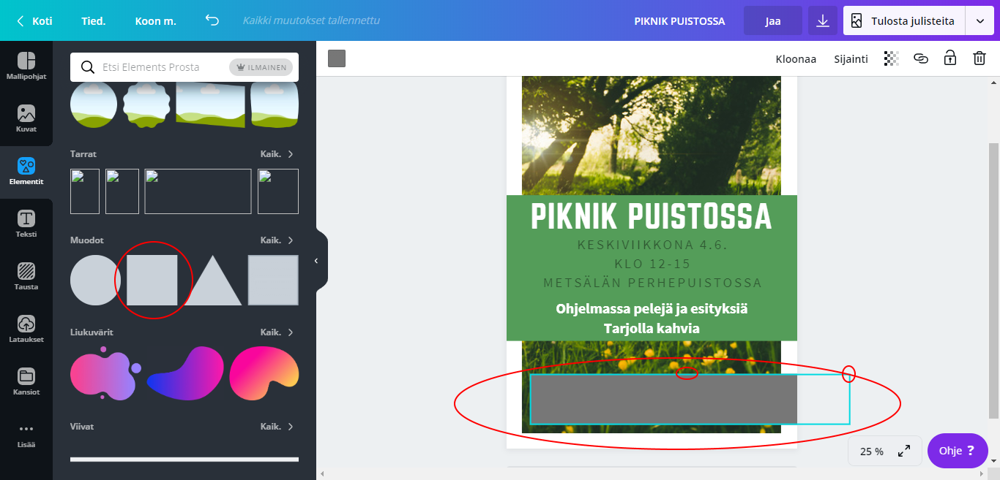 Koti Tied. Koon m. Kaikki muutokset tallennettu PIKNIK PUISTOSSA Jaa Tulosta julisteita
Mallipohjat
Kuvat
Elementit
Teksti
Tausta
Lataukset
Kansiot
Lisää
Etsi Elements Prosta ILMAINEN
Tarrat Kaik.
Muodot Kaik.
Liukuvärit Kaik.
Viivat Kaik.
Kloonaa Sijainti
PIKNIK PUISTOSSA
KESKIVIIKKONA 4.6.
KLO 12-15
METSÄLÄN PERHEPUISTOSSA
Ohjelmassa pelejä ja esityksiä
Tarjolla kahvia
25 %
Ohje ?